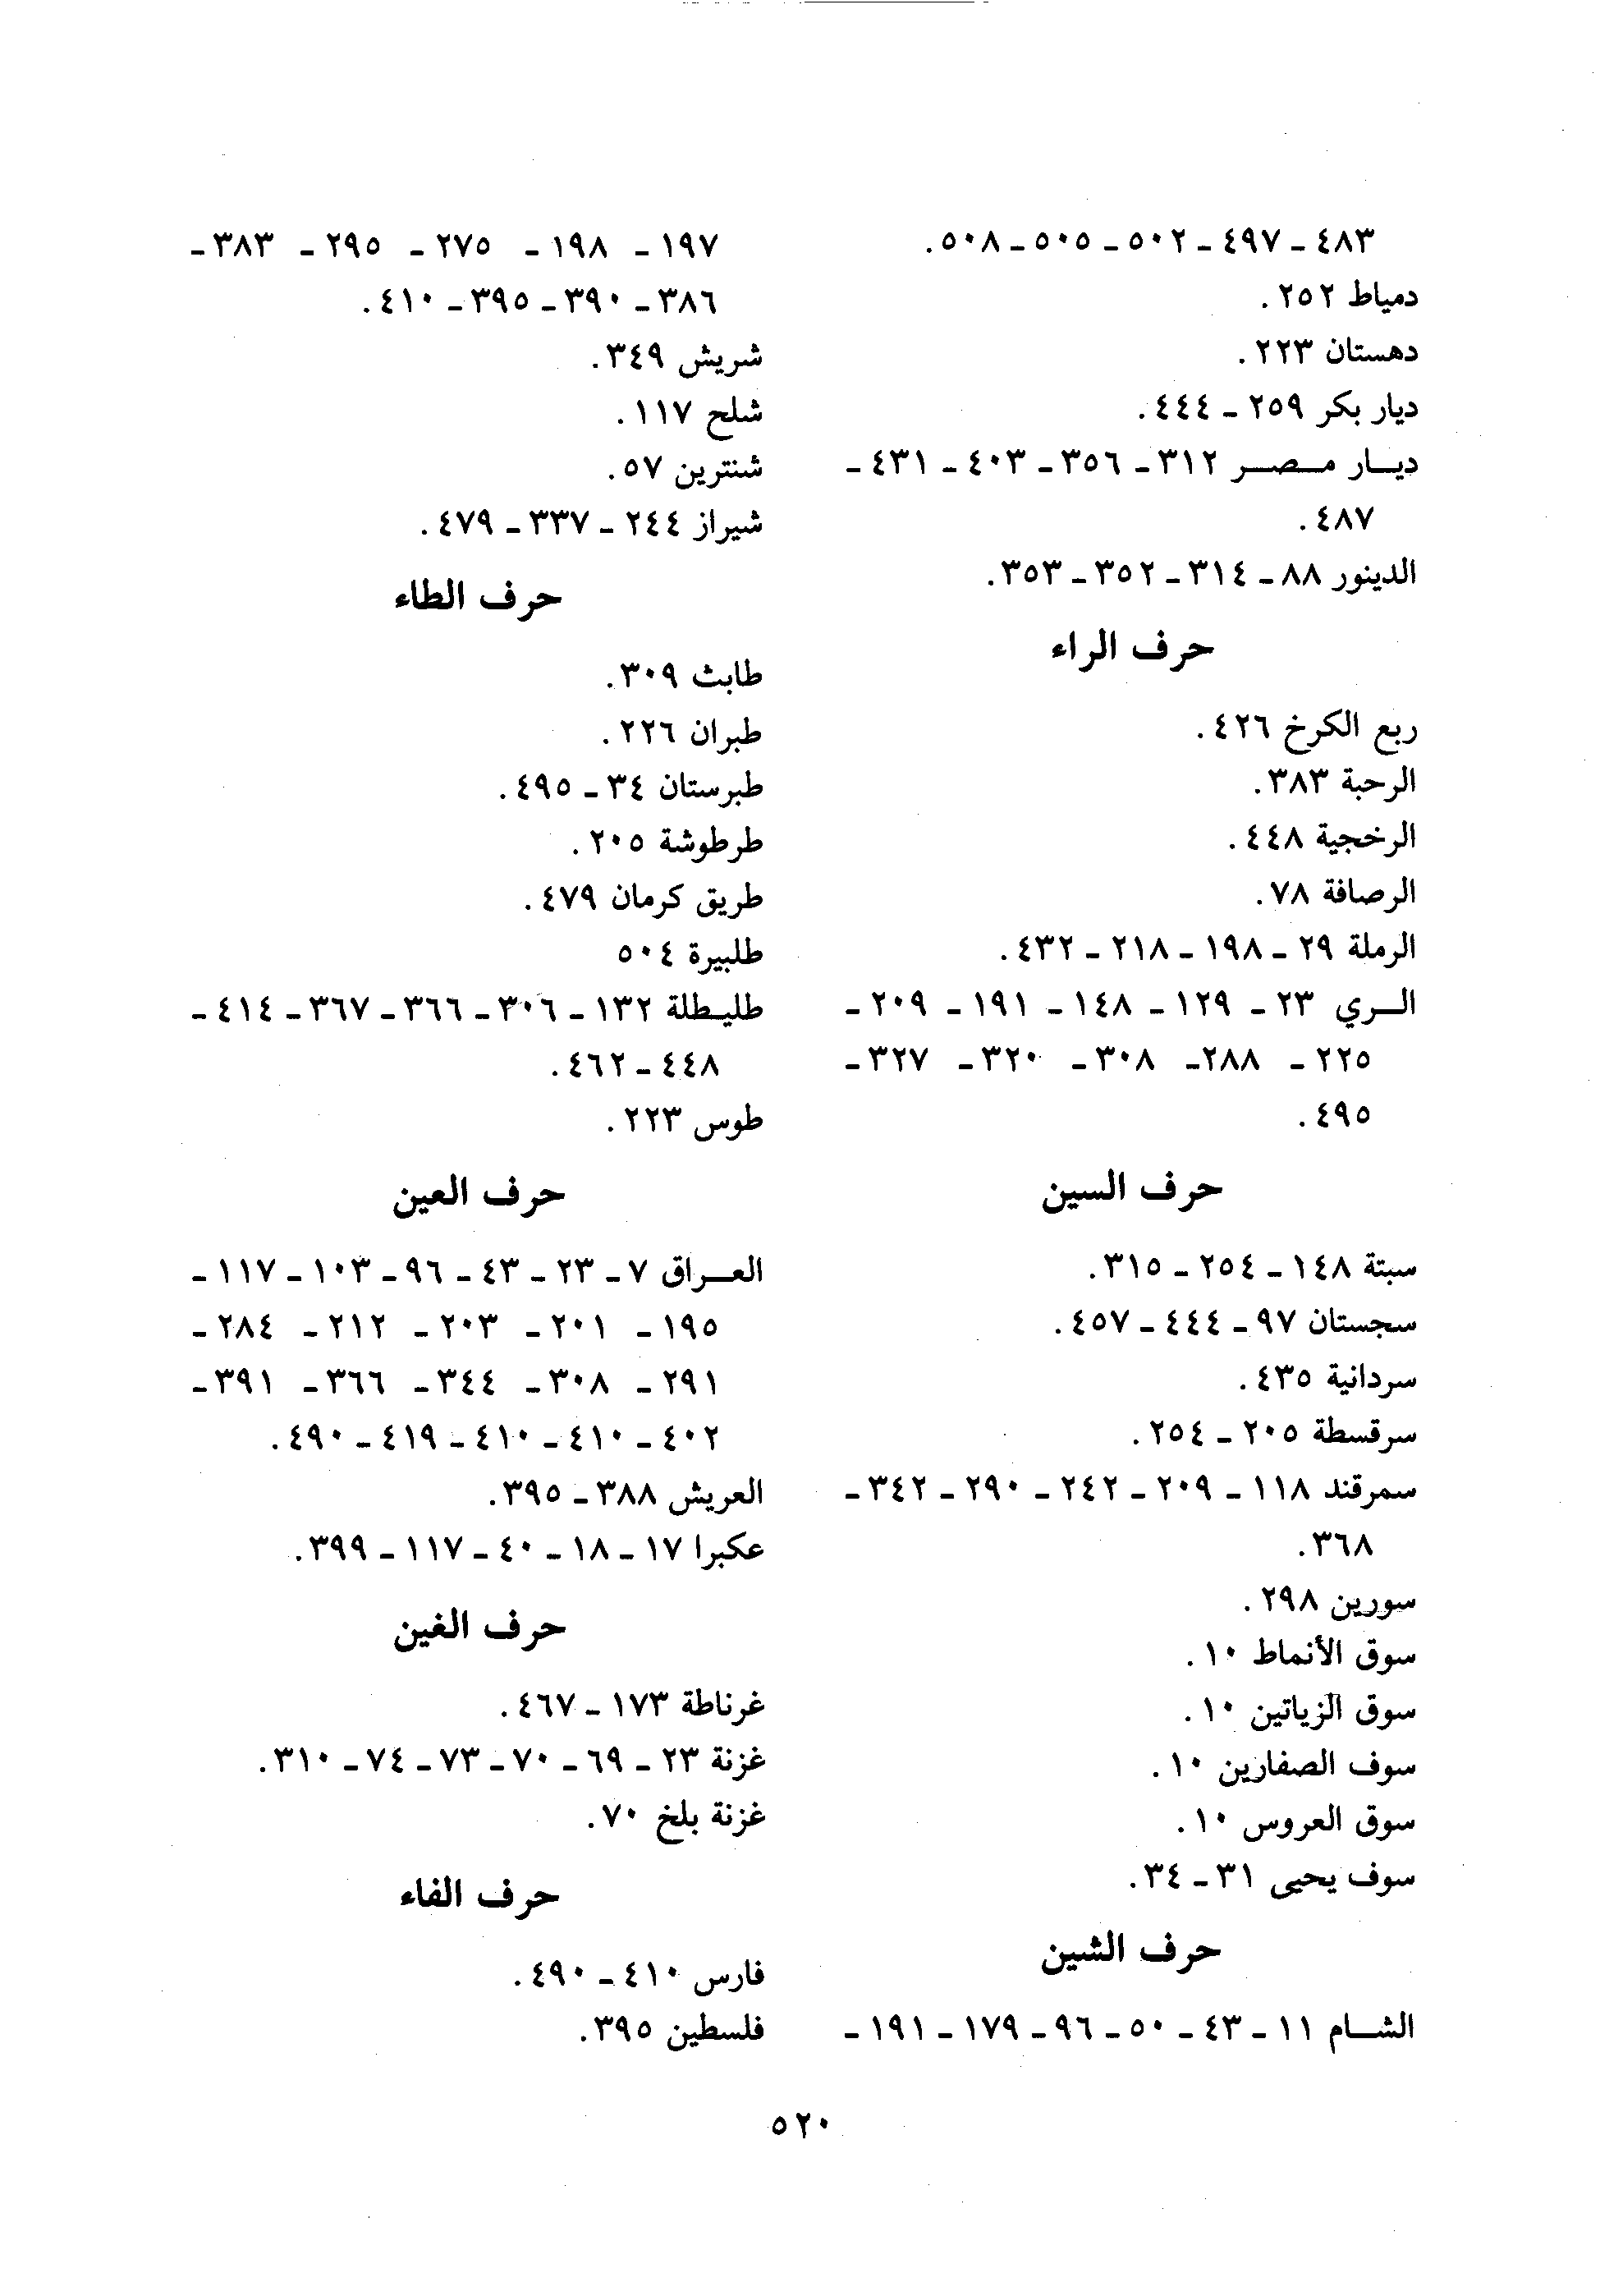 ٤٨٣ ـ ٤٩٧ ـ ٥٠٢ ـ ٥٠٥ ـ ٥٠٨.
دمياط ٢٥٢.
دهستان ٢٢٣.
ديار بكر ٢٥٩ ـ ٤٤٤.
ديار مصر ٣١٢ ـ ٣٥٦ ـ ٤٠٣ ـ ٤٣١ ـ
٤٨٧.
الدينور ٨٨ ـ ٣١٤ ـ ٣٥٢ ـ ٣٥٣.
حرف الراء
ربع الكرخ ٤٢٦.
الرحبة ٣٨٣.
الرخجية ٤٤٨.
الرصافة ٧٨.
الرملة ٢٩ ـ ١٩٨ ـ ٢١٨ ـ ٤٣٢.
الري ٢٣ ـ ١٢٩ ـ ١٤٨ ـ ١٩١ ـ ٢٠٩ ـ
٢٢٥ ـ ٢٨٨ ـ ٣٠٨ ـ ٣٢٠ ـ ٣٢٧ ـ
٤٩٥.
حرف السين
سبتة ١٤٨ ـ ٢٥٤ ـ ٣١٥.
سجستان ٩٧ ـ ٤٤٤ ـ ٤٥٧.
سردانية ٤٣٥.
سرقسطة ٢٠٥ ـ ٢٥٤.
سمرقند ١١٨ ـ ٢٠٩ ـ ٢٤٢ ـ ٢٩٠ ـ ٣٤٢ ـ
٣٦٨.
سورين ٢٩٨.
سوق الأنماط ١٠.
سوق الزياتين ١٠.
سوف الصفارين ١٠.
سوق العروس ١٠.
سوف يحيى ٣١ ـ ٣٤.
حرف الشين
الشام ١١ ـ ٤٣ ـ ٥٠ ـ ٩٦ ـ ١٧٩ ـ ١٩١ ـ
١٩٧ ـ ١٩٨ ـ ٢٧٥ ـ ٢٩٥ ـ ٣٨٣ ـ
٣٨٦ ـ ٣٩٠ ـ ٣٩٥ ـ ٤١٠.
شريش ٣٤٩.
شلح ١١٧.
شنترين ٥٧.
شيراز ٢٤٤ ـ ٣٣٧ ـ ٤٧٩.
حرف الطاء
طابث ٣٠٩.
طبران ٢٢٦.
طبرستان ٣٤ ـ ٤٩٥.
طرطوشة ٢٠٥.
طريق كرمان ٤٧٩.
طلبيرة ٥٠٤
طليطلة ١٣٢ ـ ٣٠٦ ـ ٣٦٦ ـ ٣٦٧ ـ ٤١٤ ـ
٤٤٨ ـ ٤٦٢.
طوس ٢٢٣.
حرف العين
العراق ٧ ـ ٢٣ ـ ٤٣ ـ ٩٦ ـ ١٠٣ ـ ١١٧ ـ
١٩٥ ـ ٢٠١ ـ ٢٠٣ ـ ٢١٢ ـ ٢٨٤ ـ
٢٩١ ـ ٣٠٨ ـ ٣٤٤ ـ ٣٦٦ ـ ٣٩١ ـ
٤٠٢ ـ ٤١٠ ـ ٤١٠ ـ ٤١٩ ـ ٤٩٠.
العريش ٣٨٨ ـ ٣٩٥.
عكبرا ١٧ ـ ١٨ ـ ٤٠ ـ ١١٧ ـ ٣٩٩.
حرف الغين
غرناطة ١٧٣ ـ ٤٦٧.
غزنة ٢٣ ـ ٦٩ ـ ٧٠ ـ ٧٣ ـ ٧٤ ـ ٣١٠.
غزنة بلخ ٧٠.
حرف الفاء
فارس ٤١٠ ـ ٤٩٠.
فلسطين ٣٩٥.
٥٢٠